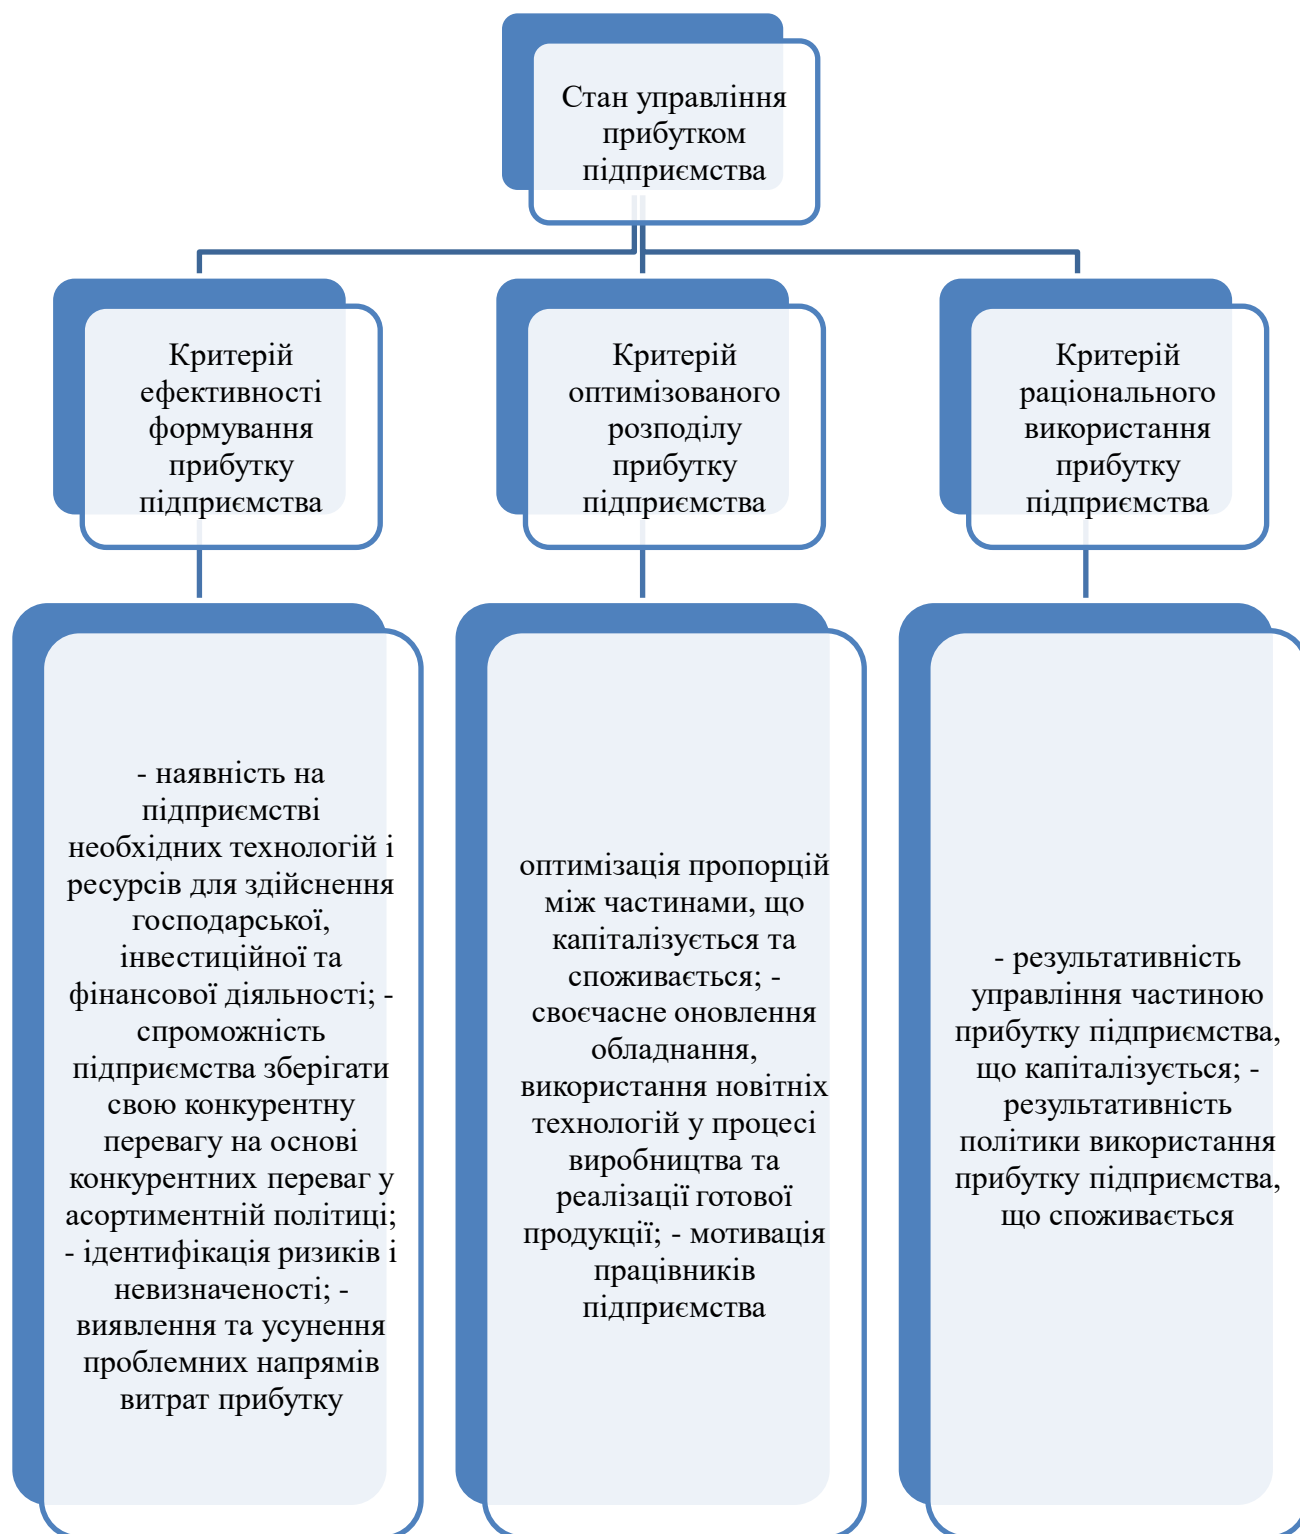 Стан управління
прибутком
підприємства
Критерій
ефективності
формування
прибутку
підприємства
Критерій
оптимізованого
розподілу
прибутку
підприємства
Критерій
раціонального
використання
прибутку
підприємства
- наявність на
підприємстві
необхідних технологій і
ресурсів для здійснення
господарської,
інвестиційної та
фінансової діяльності; -
спроможність
підприємства зберігати
свою конкурентну
перевагу на основі
конкурентних переваг у
асортиментній політиці;
- ідентифікація ризиків і
невизначеності; -
виявлення та усунення
проблемних напрямів
витрат прибутку
оптимізація пропорцій
між частинами, що
капіталізується та
споживається; -
своєчасне оновлення
обладнання,
використання новітніх
технологій у процесі
виробництва та
реалізації готової
продукції; - мотивація
працівників
підприємства
- результативність
управління частиною
прибутку підприємства,
що капіталізується; -
результативність
політики використання
прибутку підприємства,
що споживається